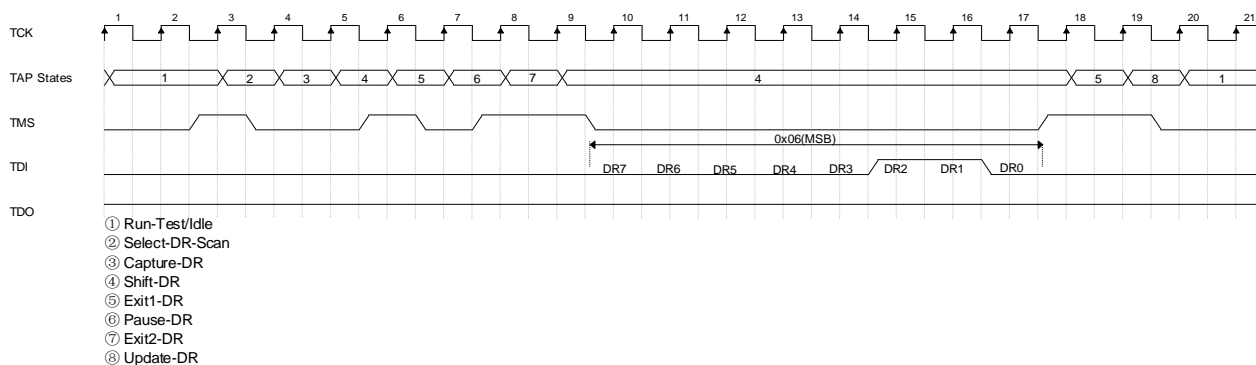 1 2 3 4 5 6 7 8 9 10 11 12 13 14 15 16 17 18 19 20 21
TCK
TAP States 1 2 3 4 5 6 7 4 5 8 1
TMS
0x06(MSB)
TDI DR7 DR6 DR5 DR4 DR3 DR2 DR1 DR0
TDO
① Run-Test/Idle
② Select-DR-Scan
③ Capture-DR
④ Shift-DR
⑤ Exit1-DR
⑥ Pause-DR
⑦ Exit2-DR
⑧ Update-DR